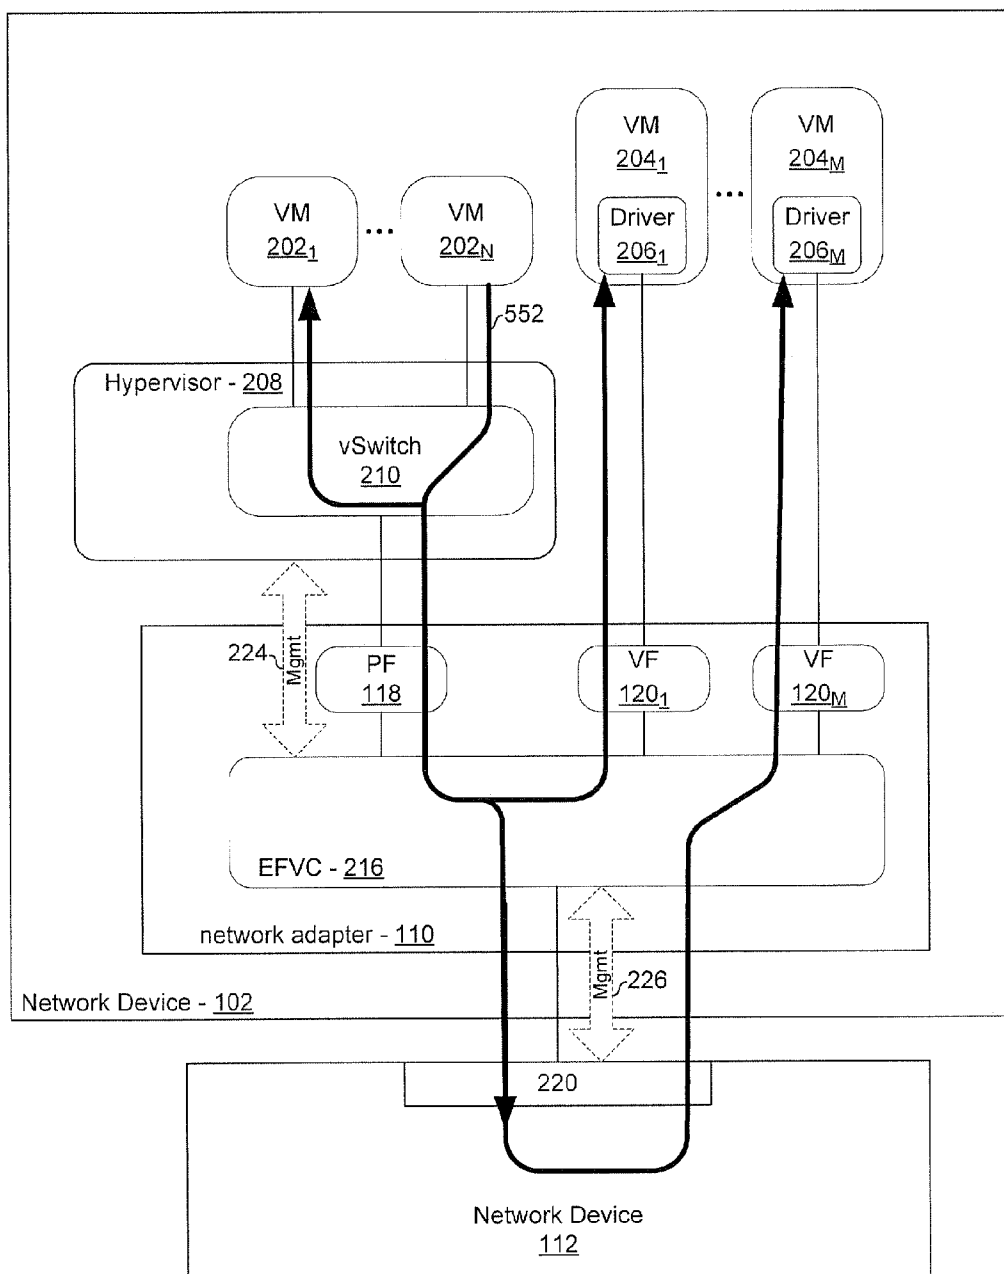 VM
204₁
VM
204M
...
Driver
206₁
Driver
206M
VM
202₁
...
VM
202N
552
Hypervisor - 208
vSwitch
210
224
Mgmt
PF
118
VF
120₁
VF
120M
EFVC - 216
network adapter - 110
Mgmt
226
Network Device - 102
220
Network Device
112